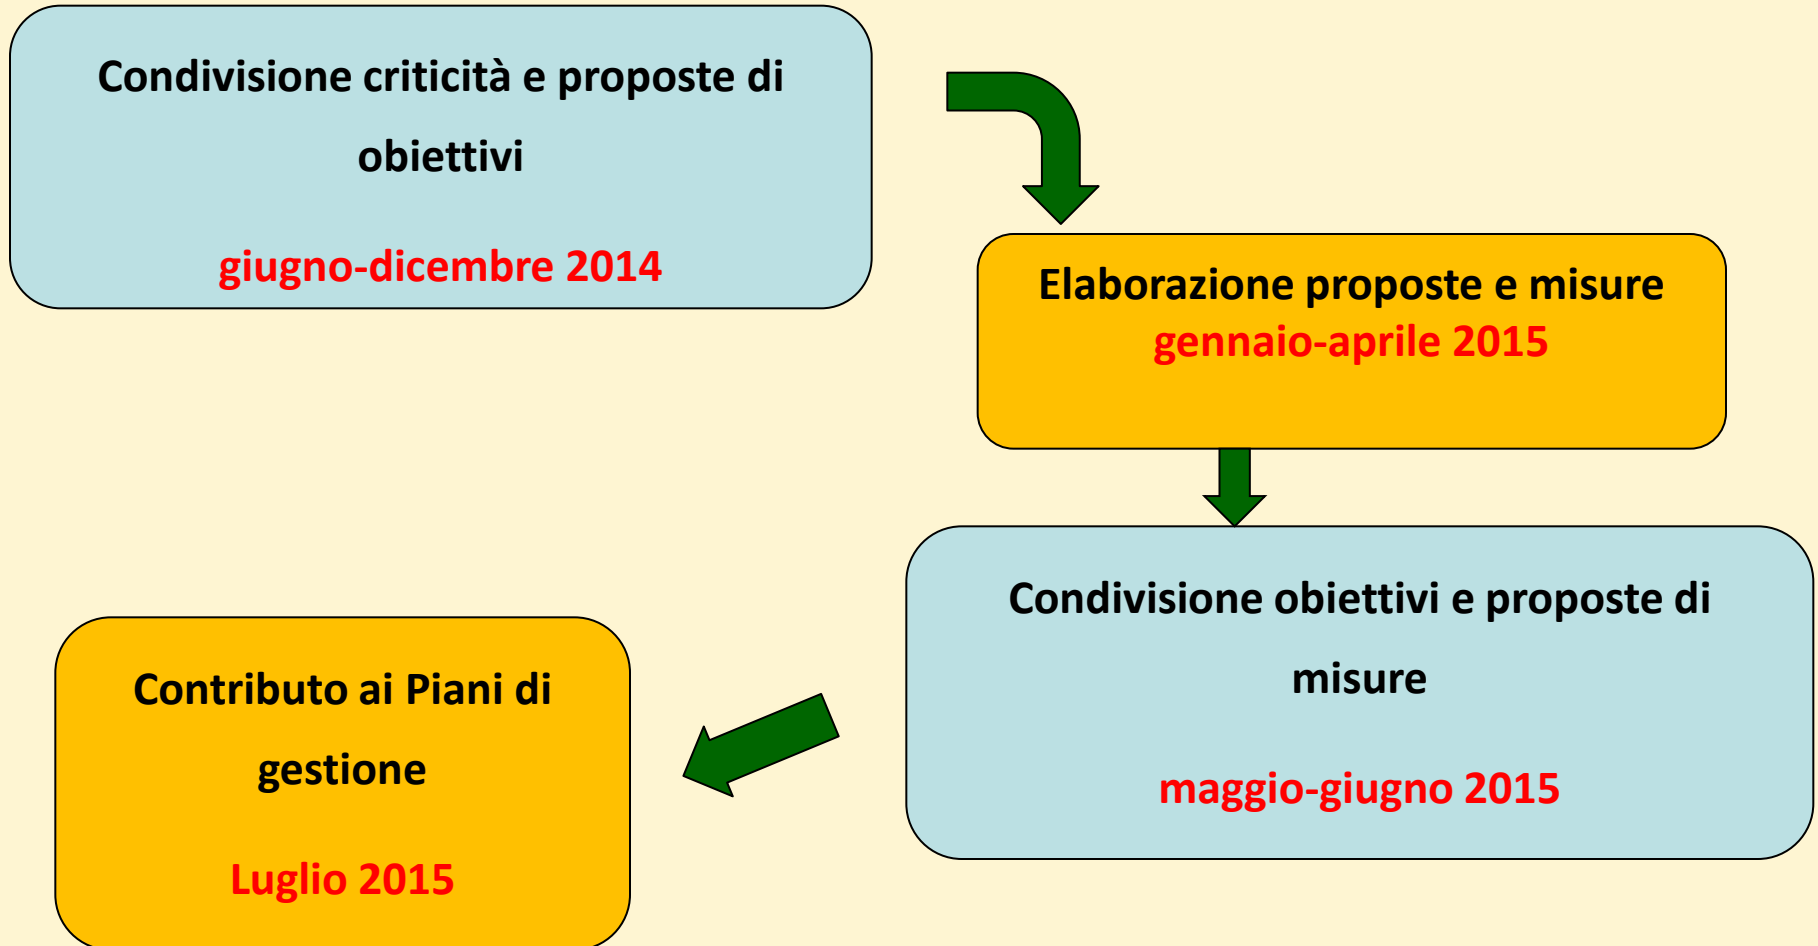 Condivisione criticità e proposte di
obiettivi
giugno-dicembre 2014
Elaborazione proposte e misure
gennaio-aprile 2015
Condivisione obiettivi e proposte di
misure
maggio-giugno 2015
Contributo ai Piani di
gestione
Luglio 2015